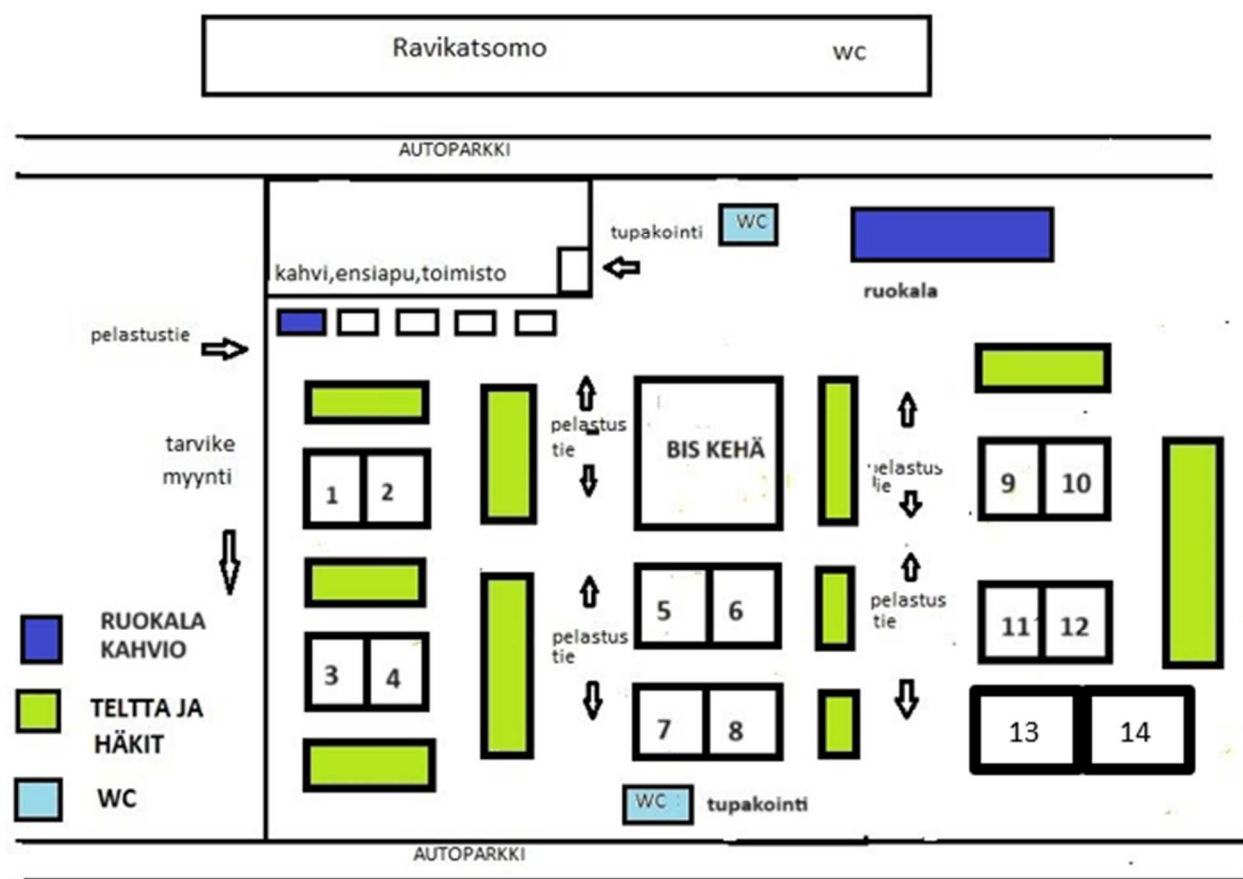 Ravikatsomo
WC
AUTOPARKKI
tupakointi
WC
kahvi,ensiapu,toimisto
ruokala
pelastustie
tarvike
myynti
pelastus
tie
BIS KEHÄ
pelastus
tie
1
2
9
10
pelastus
tie
5
6
pelastus
tie
11
12
3
4
7
8
13
14
RUOKALA
KAHVIO
TELTTA JA
HÄKIT
WC
WC
tupakointi
AUTOPARKKI